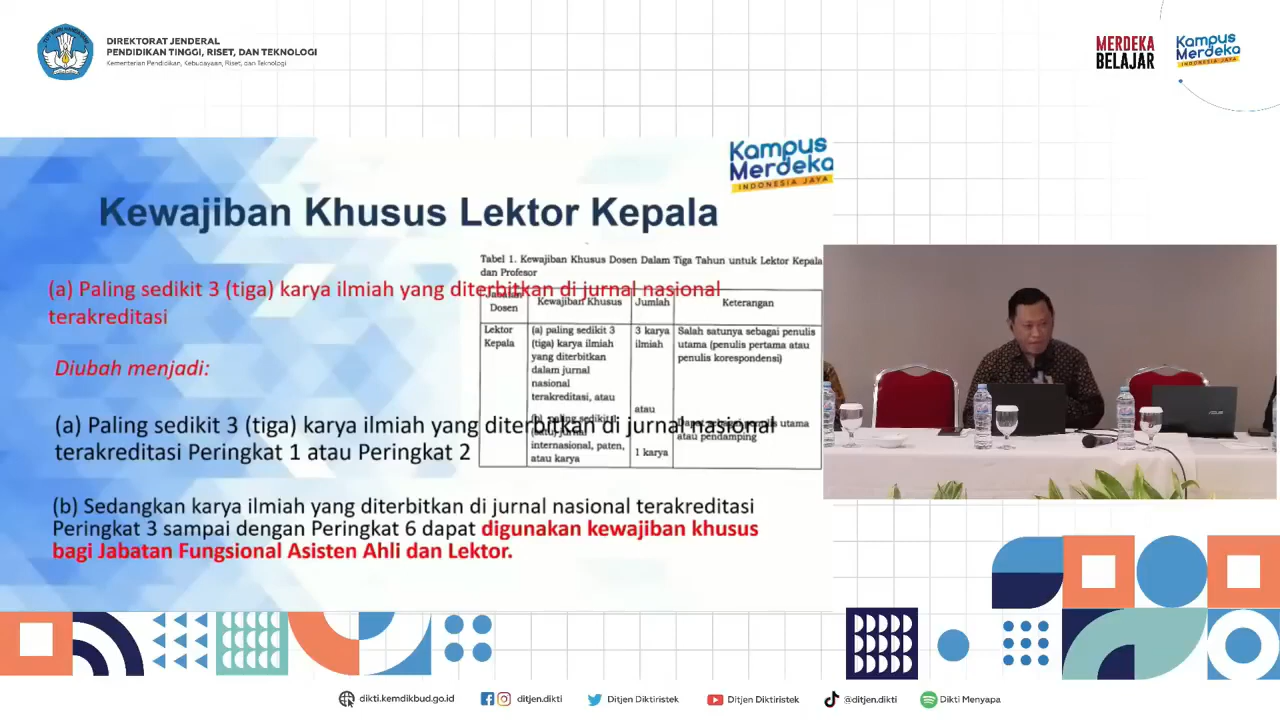 DIREKTORAT JENDERAL
PENDIDIKAN TINGGI, RISET, DAN TEKNOLOGI
Kementerian Pendidikan, Kebudayaan, Riset, dan Teknologi
MERDEKA
BELAJAR
Kampus
Merdeka
INDONESIA JAYA
Kampus
Merdeka
INDONESIA JAYA
Kewajiban Khusus Lektor Kepala
(a) Paling sedikit 3 (tiga) karya ilmiah yang diterbitkan di jurnal nasional
terakreditasi
Diubah menjadi:
(a) Paling sedikit 3 (tiga) karya ilmiah yang diterbitkan di jurnal nasional
terakreditasi Peringkat 1 atau Peringkat 2
(b) Sedangkan karya ilmiah yang diterbitkan di jurnal nasional terakreditasi
Peringkat 3 sampai dengan Peringkat 6 dapat digunakan kewajiban khusus
bagi Jabatan Fungsional Asisten Ahli dan Lektor.
Tabel 1. Kewajiban Khusus Dosen Dalam Tiga Tahun untuk Lektor Kepala
dan Profesor
Dosen
Kewajiban Khusus
Jumlah
Keterangan
Lektor
Kepala
(a) paling sedikit 3
(tiga) karya ilmiah
yang diterbitkan
dalam jurnal
nasional
terakreditasi, atau
(b) paling sedikit
internasional, paten,
atau karya
3 karya
ilmiah
atau
1 karya
Salah satunya sebagai penulis
utama (penulis pertama atau
penulis korespondensi)
Dapat sebagai penulis utama
atau pendamping
dikti.kemdikbud.go.id
ditjen.dikti
Ditjen Diktiristek
Ditjen Diktiristek
@ditjen.dikti
Dikti Menyapa